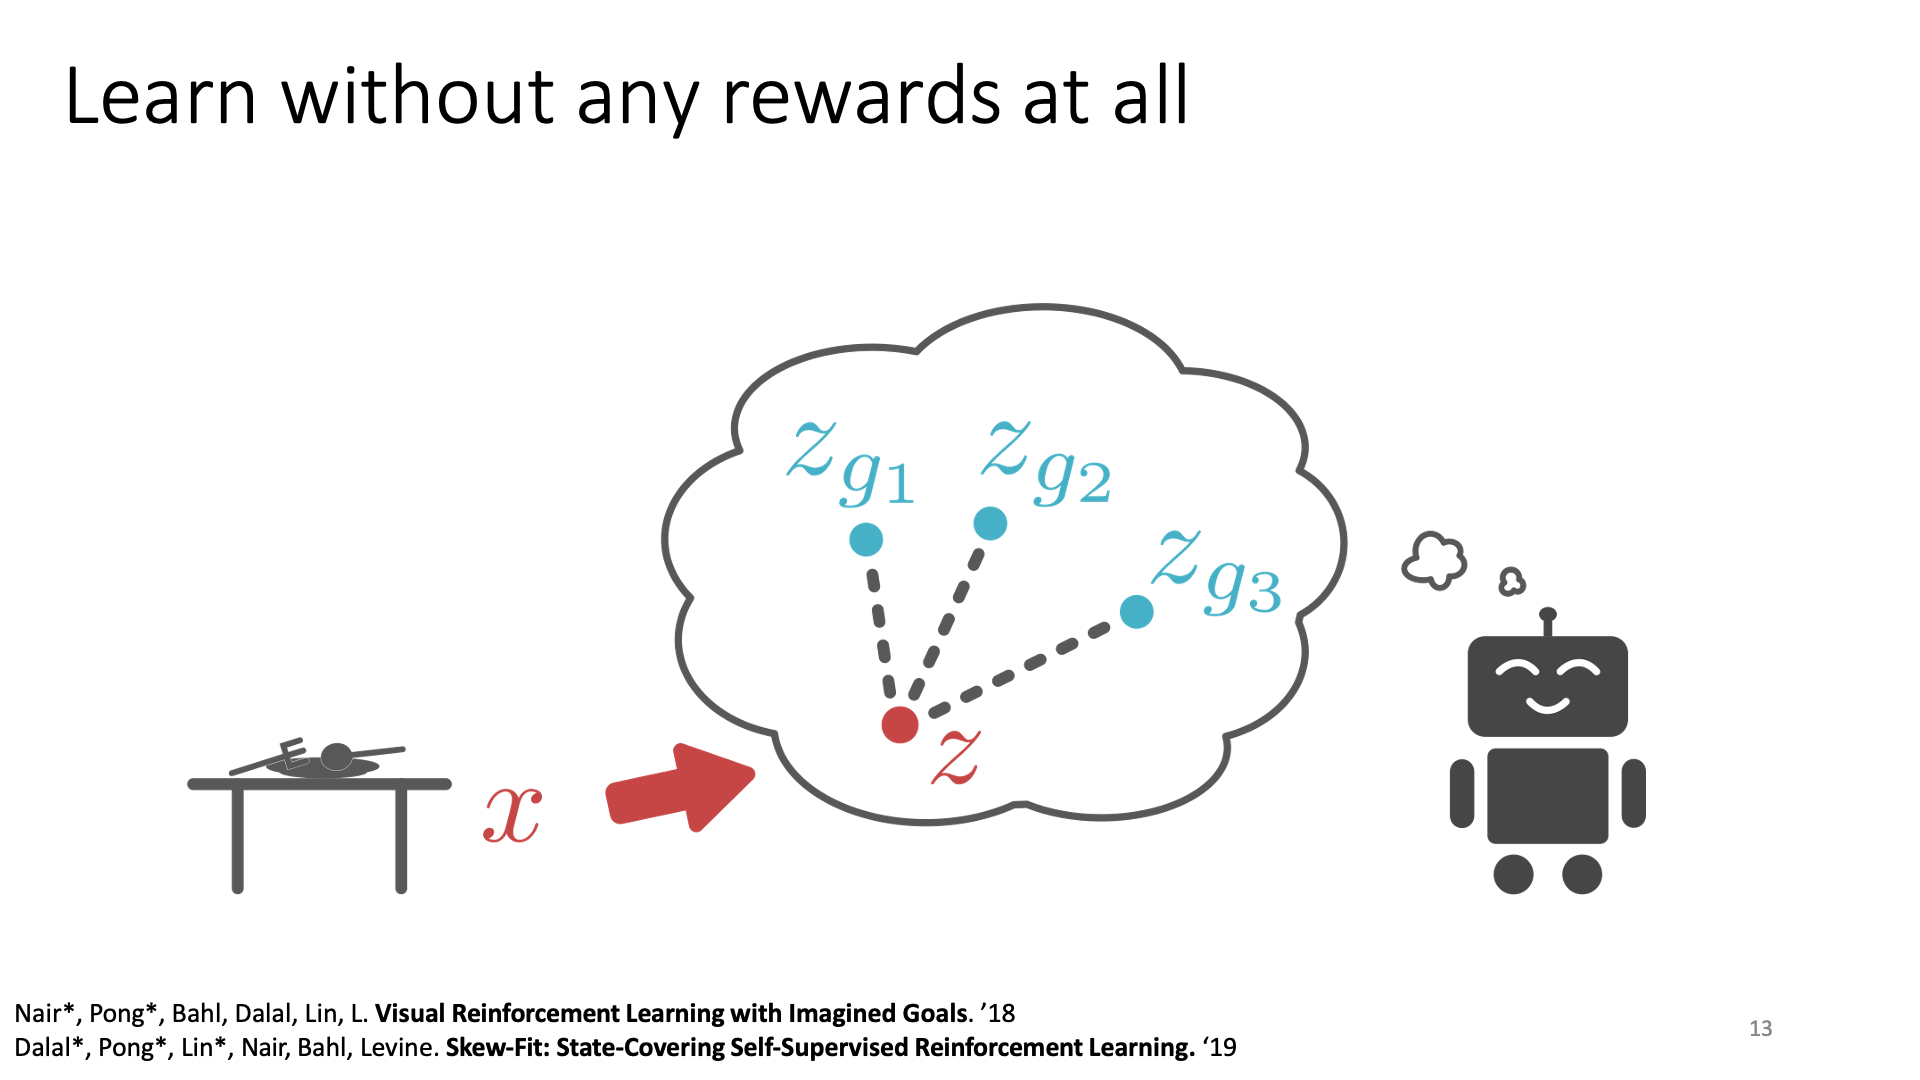 Learn without any rewards at all
z_{g_1}
z_{g_2}
z_{g_3}
z
x
Nair*, Pong*, Bahl, Dalal, Lin, L. Visual Reinforcement Learning with Imagined Goals. ’18
Dalal*, Pong*, Lin*, Nair, Bahl, Levine. Skew-Fit: State-Covering Self-Supervised Reinforcement Learning. ‘19
13